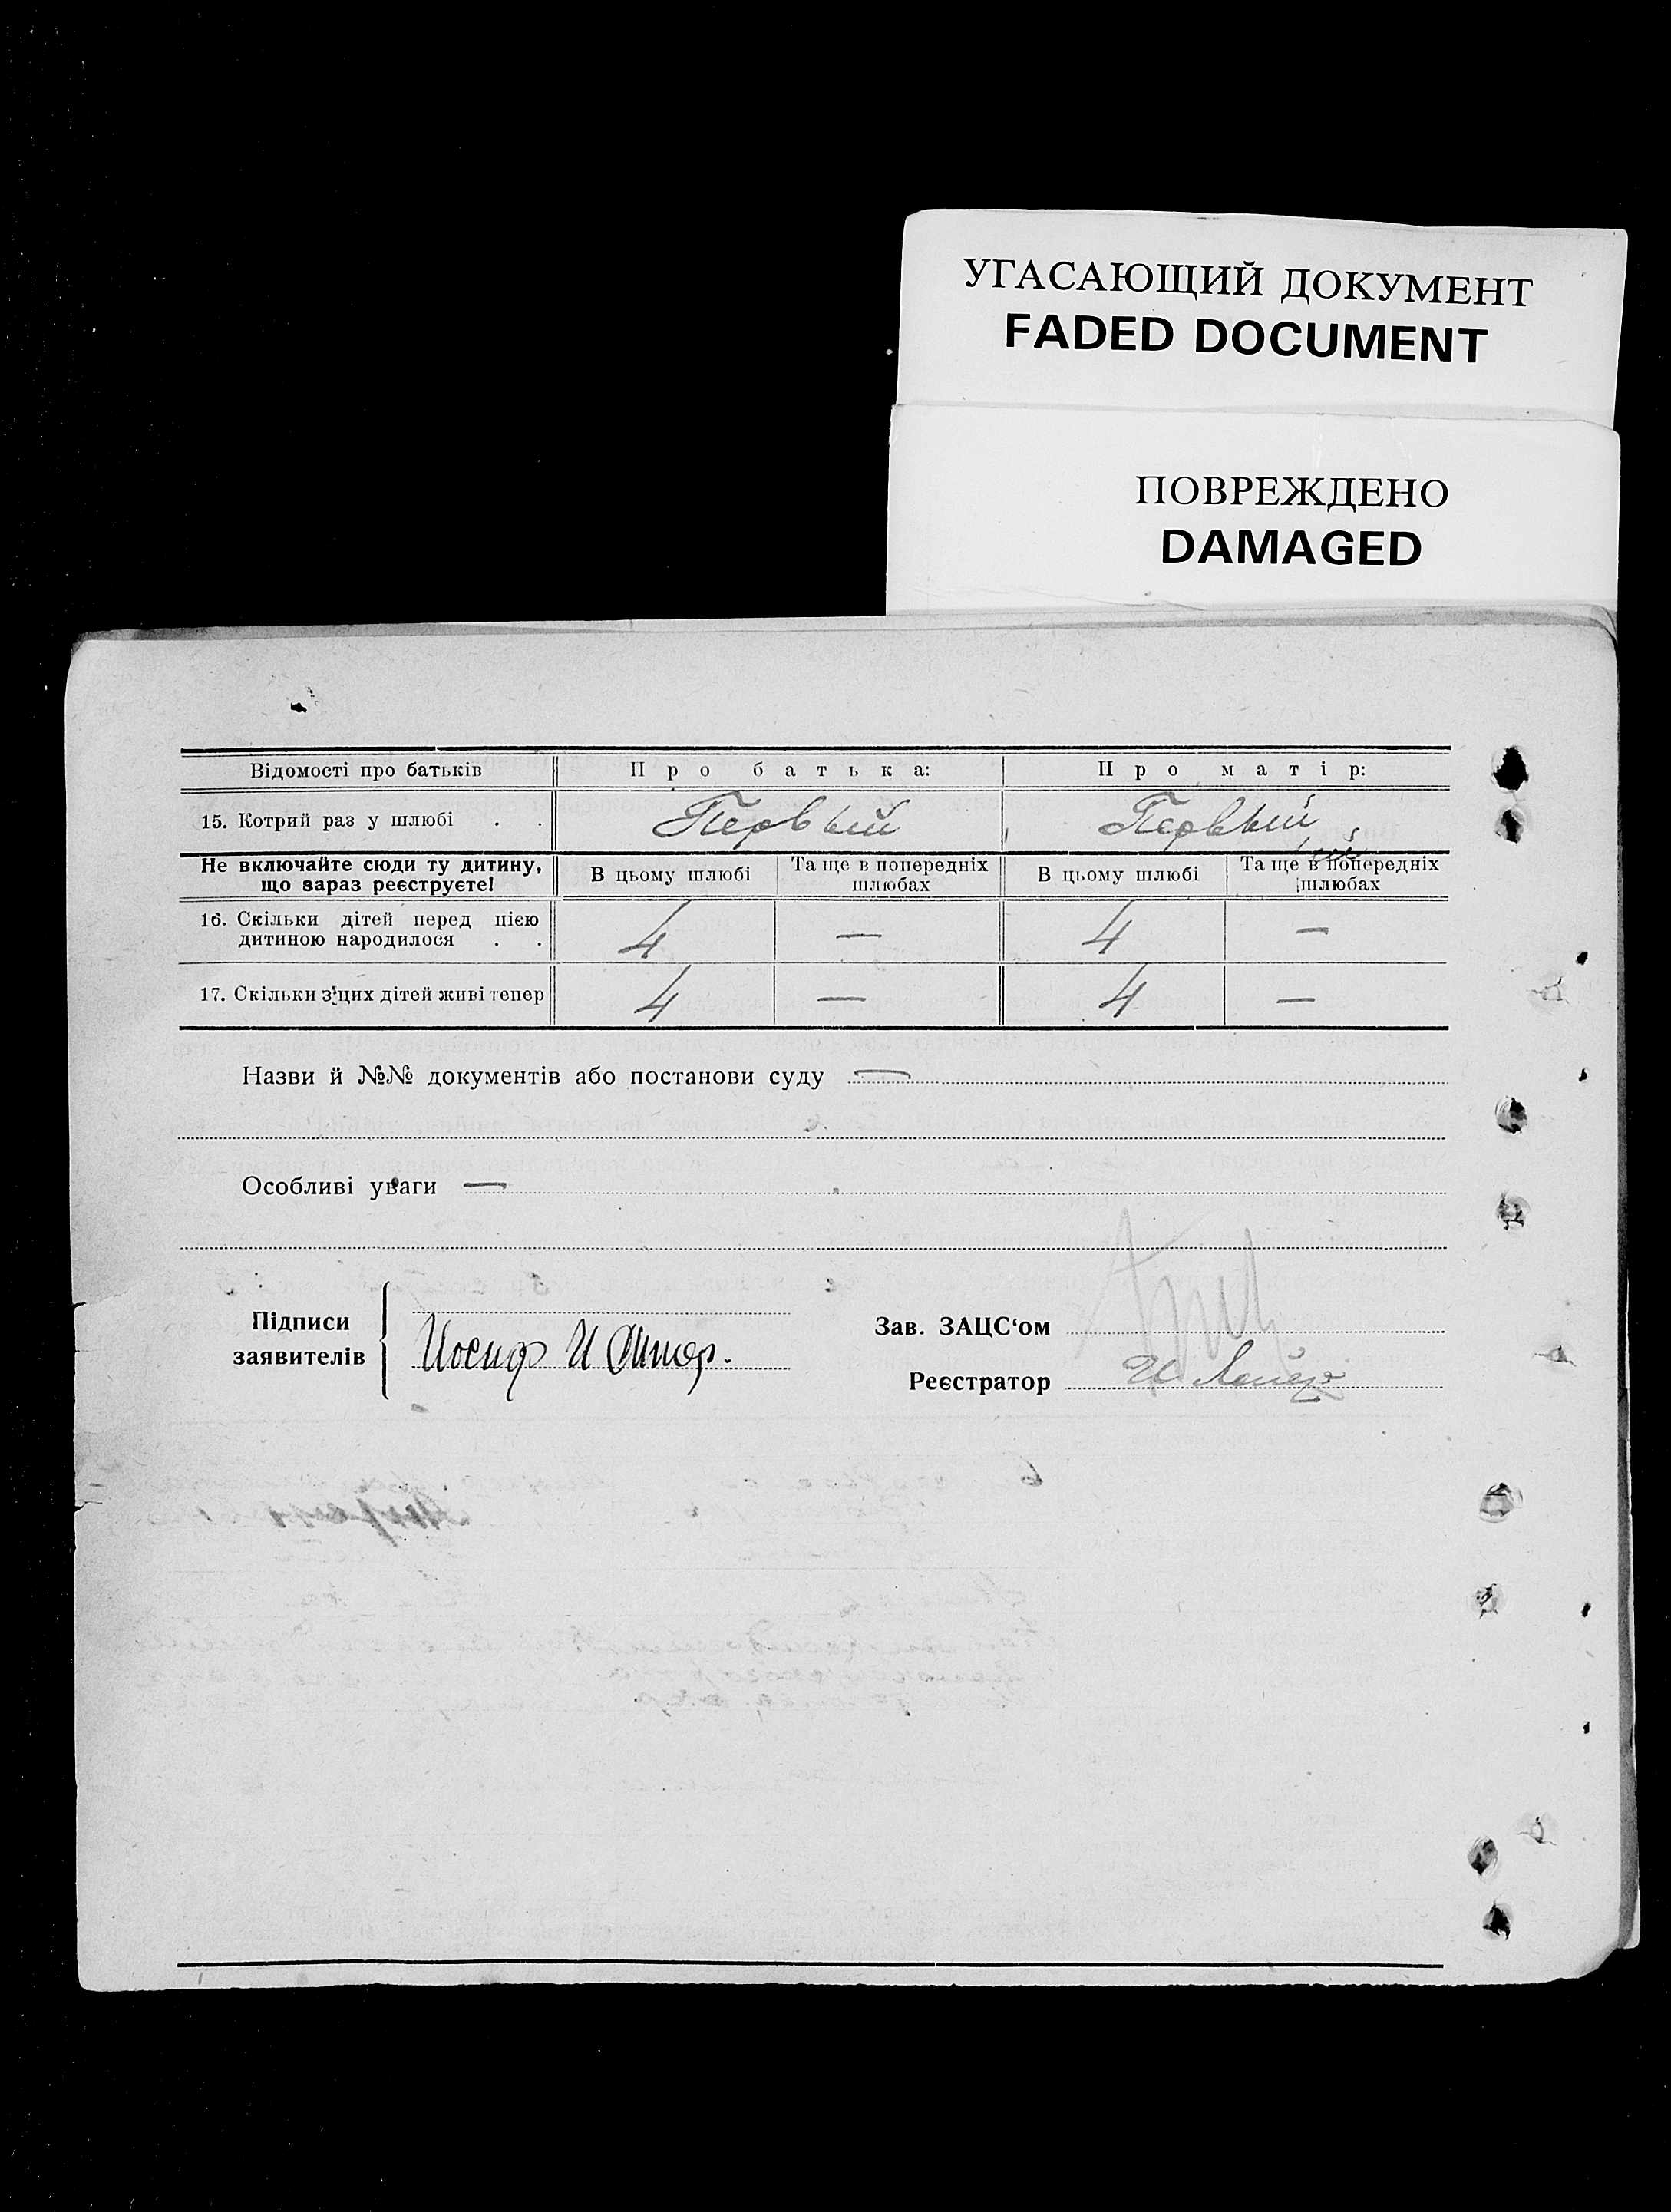 УГАСАЮЩИЙ ДОКУМЕНТ
FADED DOCUMENT
ПОВРЕЖДЕНО
DAMAGED
Відомості про батьків Про батька: Про матір:
15. Котрий раз у шлюбі . . Первый Первый
Не включайте сюди ту дитину, що вараз реєструєте! В цьому шлюбі Та ще в попередніх шлюбах В цьому шлюбі Та ще в попередніх шлюбах
16. Скільки дітей перед цією дитиною народилося . . 4 — 4 —
17. Скільки з цих дітей живі тепер 4 — 4 —
Назви й №№ документів або постанови суду —
Особливі уваги —
Підписи заявителів Иосиф И
Зав. ЗАЦС‘ом
Реєстратор